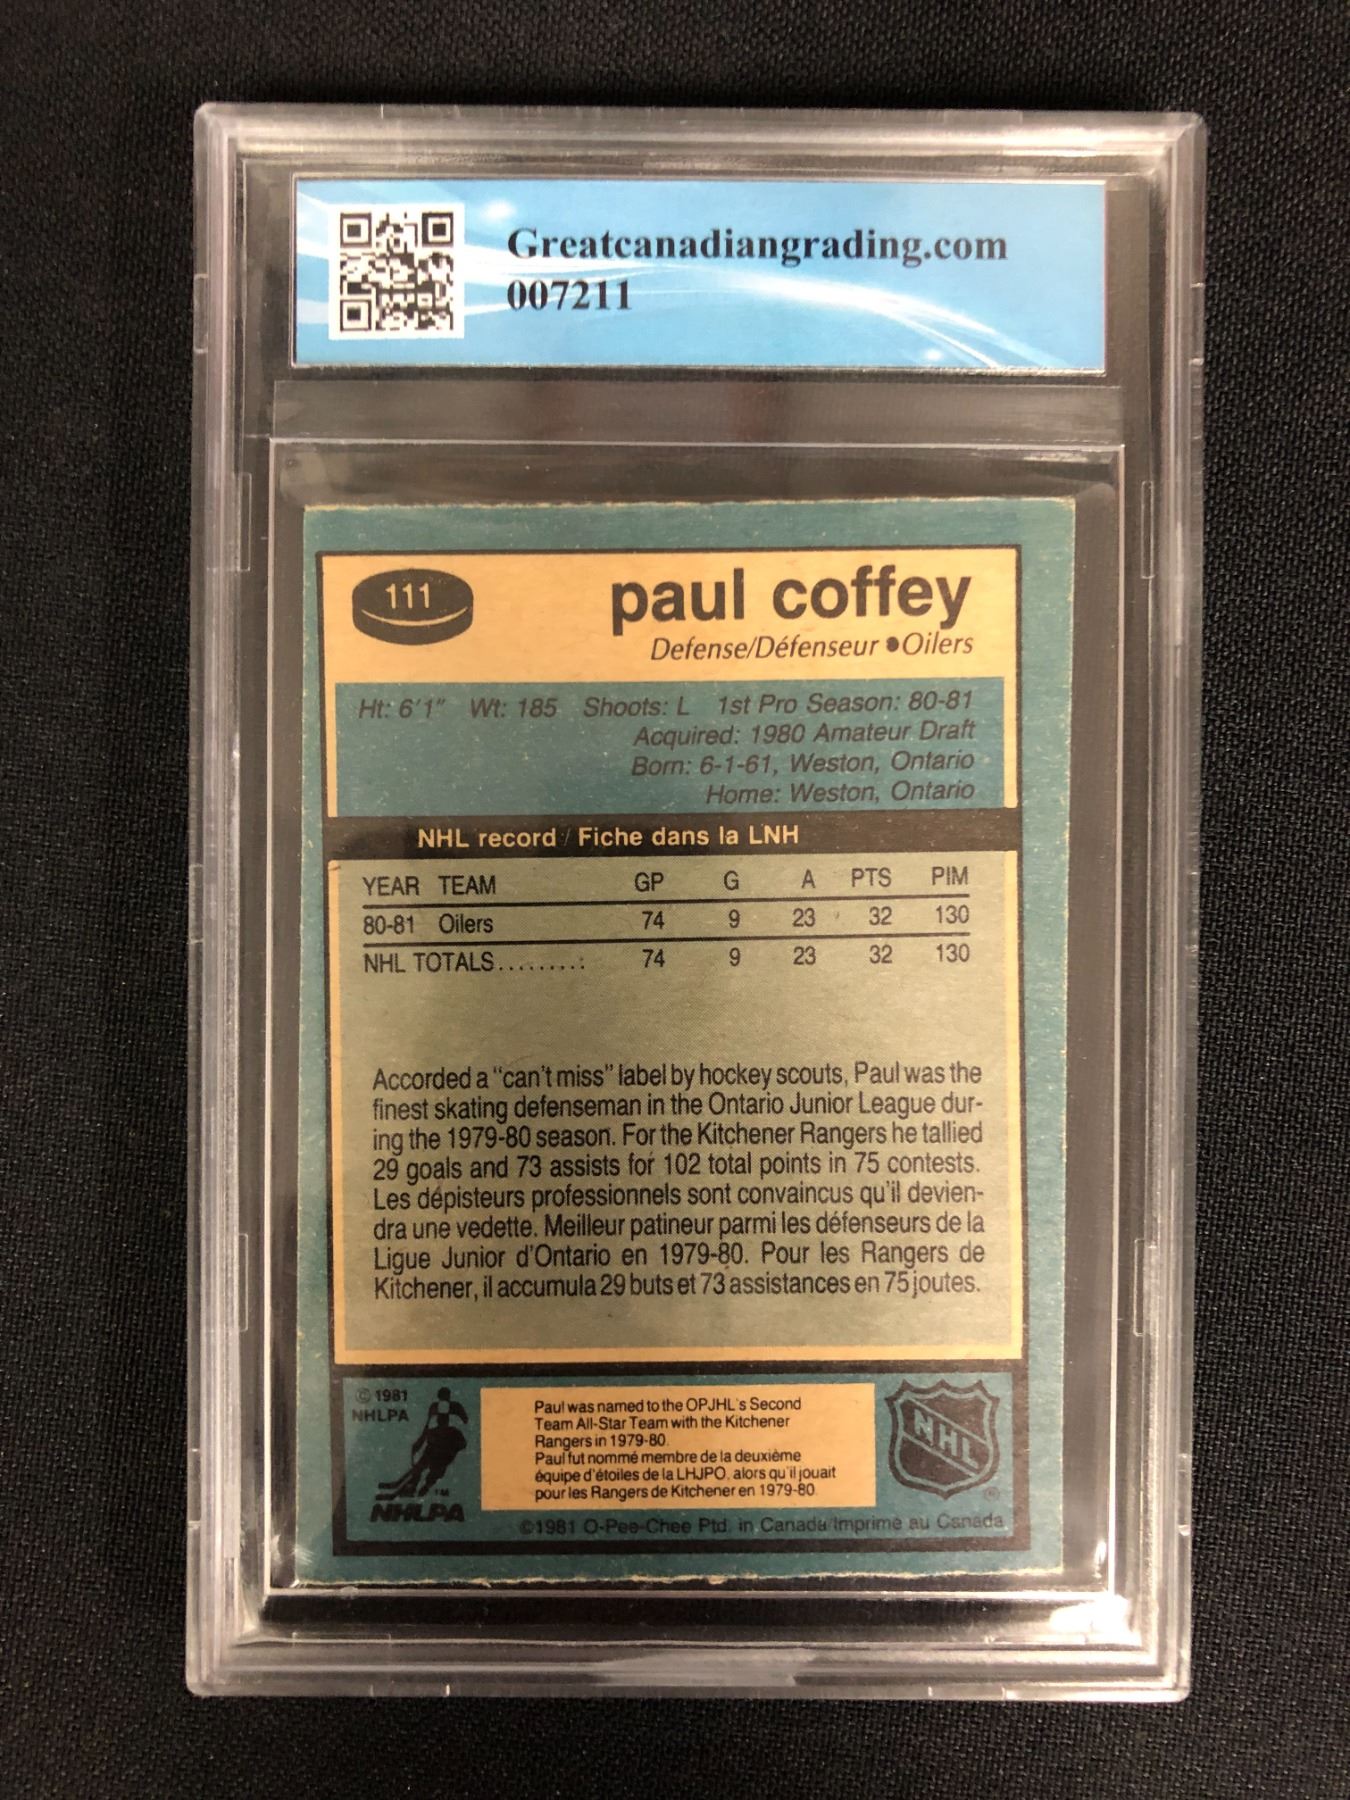 Greatcanadiangrading.com
007211
111
paul coffey
Defense/Défenseur •Oilers
Ht: 6'1" Wt: 185 Shoots: L 1st Pro Season: 80-81
Acquired: 1980 Amateur Draft
Born: 6-1-61, Weston, Ontario
Home: Weston, Ontario
NHL record / Fiche dans la LNH
YEAR TEAM GP G A PTS PIM
80-81 Oilers 74 9 23 32 130
NHL TOTALS........: 74 9 23 32 130
Accorded a "can't miss" label by hockey scouts, Paul was the
finest skating defenseman in the Ontario Junior League dur-
ing the 1979-80 season. For the Kitchener Rangers he tallied
29 goals and 73 assists for 102 total points in 75 contests.
Les dépisteurs professionnels sont convaincus qu'il devien-
dra une vedette. Meilleur patineur parmi les défenseurs de la
Ligue Junior d'Ontario en 1979-80. Pour les Rangers de
Kitchener, il accumula 29 buts et 73 assistances en 75 joutes.
© 1981
NHLPA
TM
NHLPA
Paul was named to the OPJHL's Second
Team All-Star Team with the Kitchener
Rangers in 1979-80.
Paul fut nommé membre de la deuxième
équipe d'étoiles de la LHJPO, alors qu'il jouait
pour les Rangers de Kitchener en 1979-80.
NHL
®
©1981 O-Pee-Chee Ptd. in Canada/Imprimé au Canada